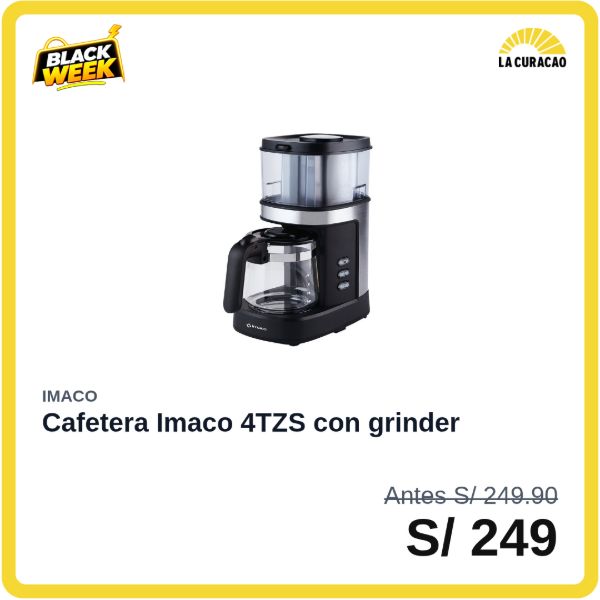 BLACK
WEEK
LA CURACAO
IMACO
Cafetera Imaco 4TZS con grinder
Antes S/ 249.90
S/ 249